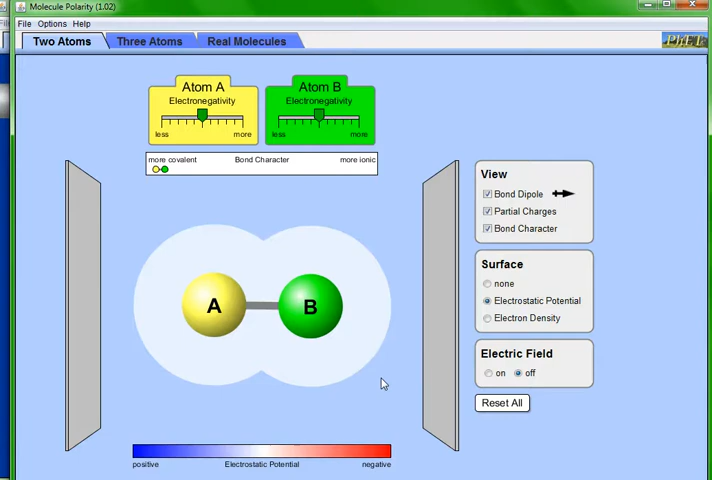 Molecule Polarity (1.02)
File Options Help
Two Atoms Three Atoms Real Molecules
PhET
Atom A
Electronegativity
less more
Atom B
Electronegativity
less more
more covalent Bond Character more ionic
A
B
View
Bond Dipole
Partial Charges
Bond Character
Surface
none
Electrostatic Potential
Electron Density
Electric Field
on off
Reset All
positive Electrostatic Potential negative